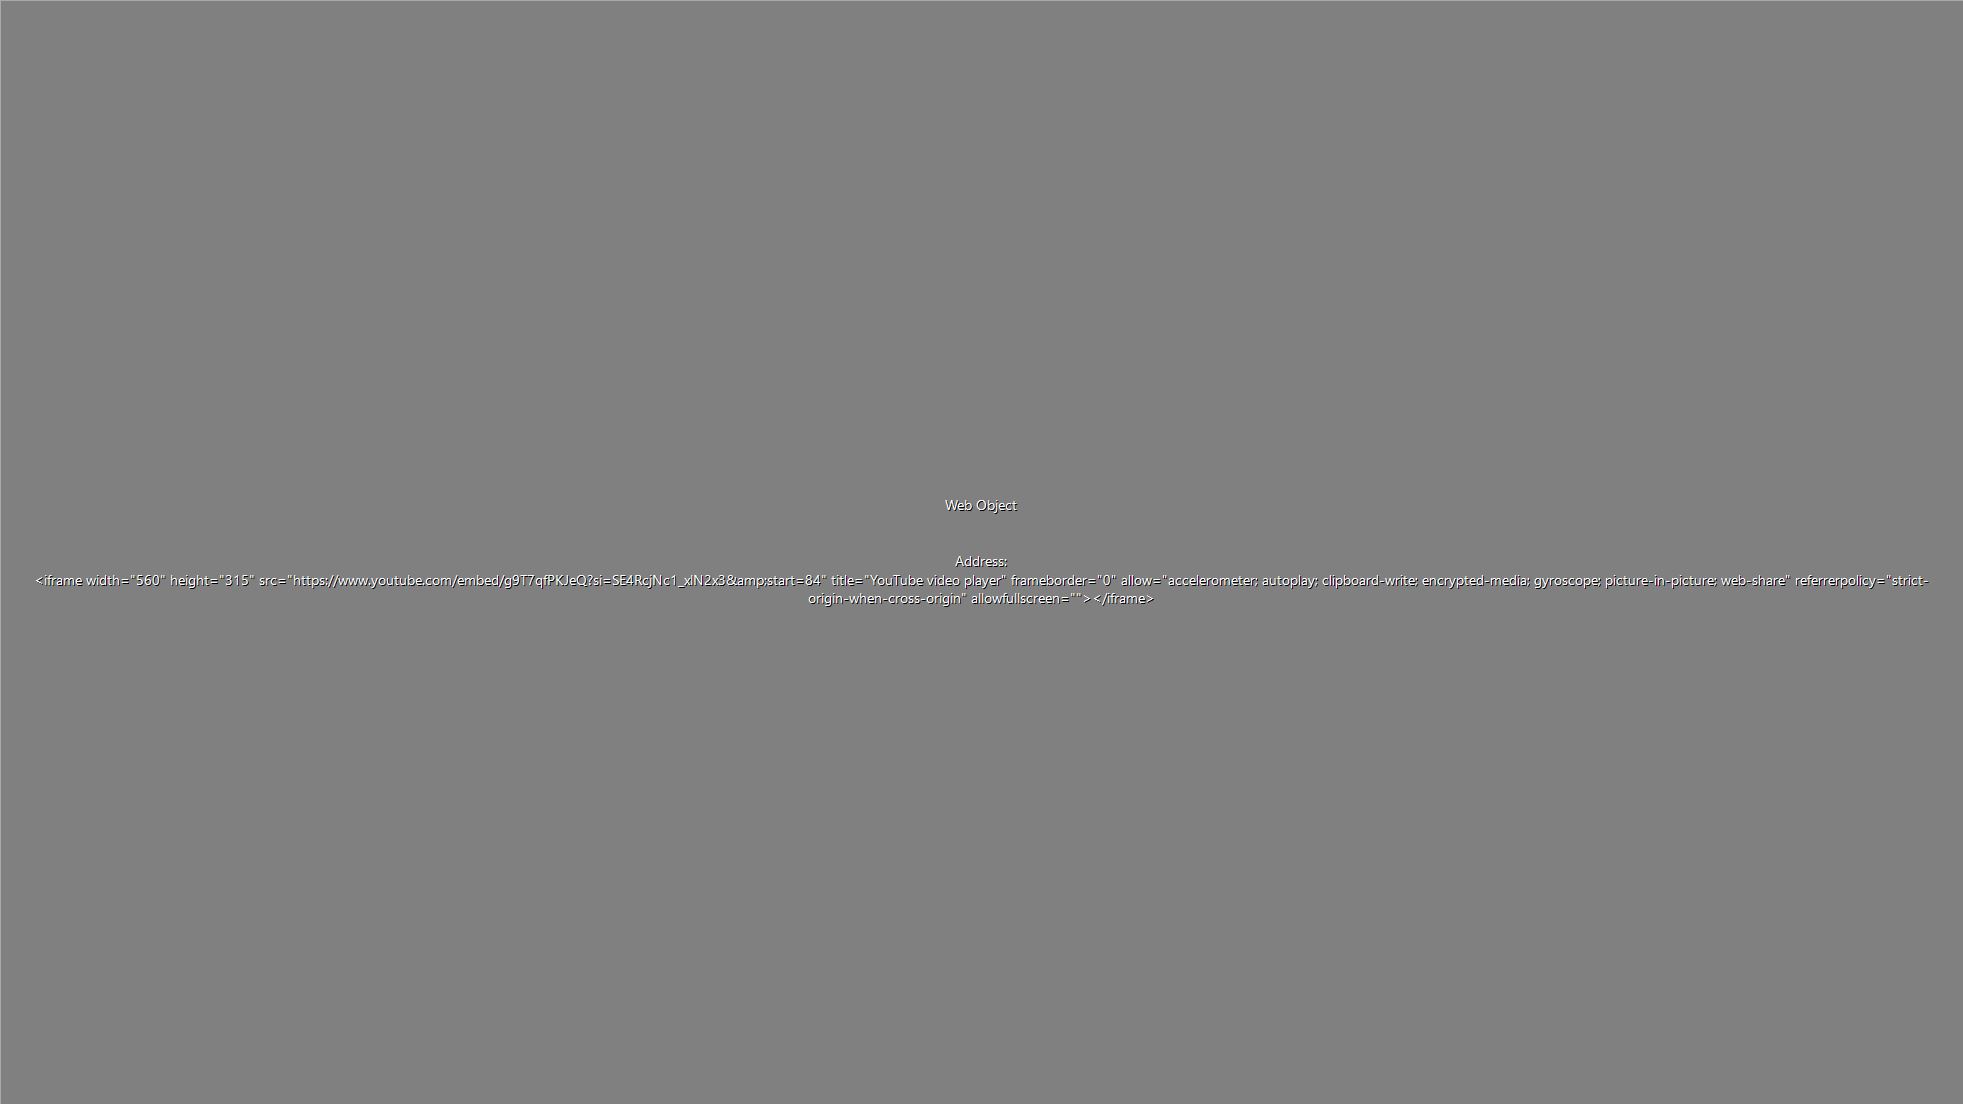 Web Object
Address:
<iframe width="560" height="315" src="https://www.youtube.com/embed/g9T7qfPKJeQ?si=SE4RcjNc1_xlN2x3&amp;start=84" title="YouTube video player" frameborder="0" allow="accelerometer; autoplay; clipboard-write; encrypted-media; gyroscope; picture-in-picture; web-share" referrerpolicy="strict-
origin-when-cross-origin" allowfullscreen=""></iframe>